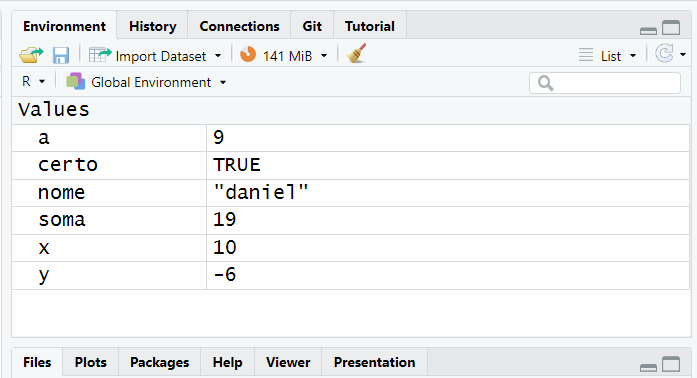 Environment History Connections Git Tutorial
Import Dataset 141 MiB List
R Global Environment
Values
a 9
certo TRUE
nome "daniel"
soma 19
x 10
y -6
Files Plots Packages Help Viewer Presentation